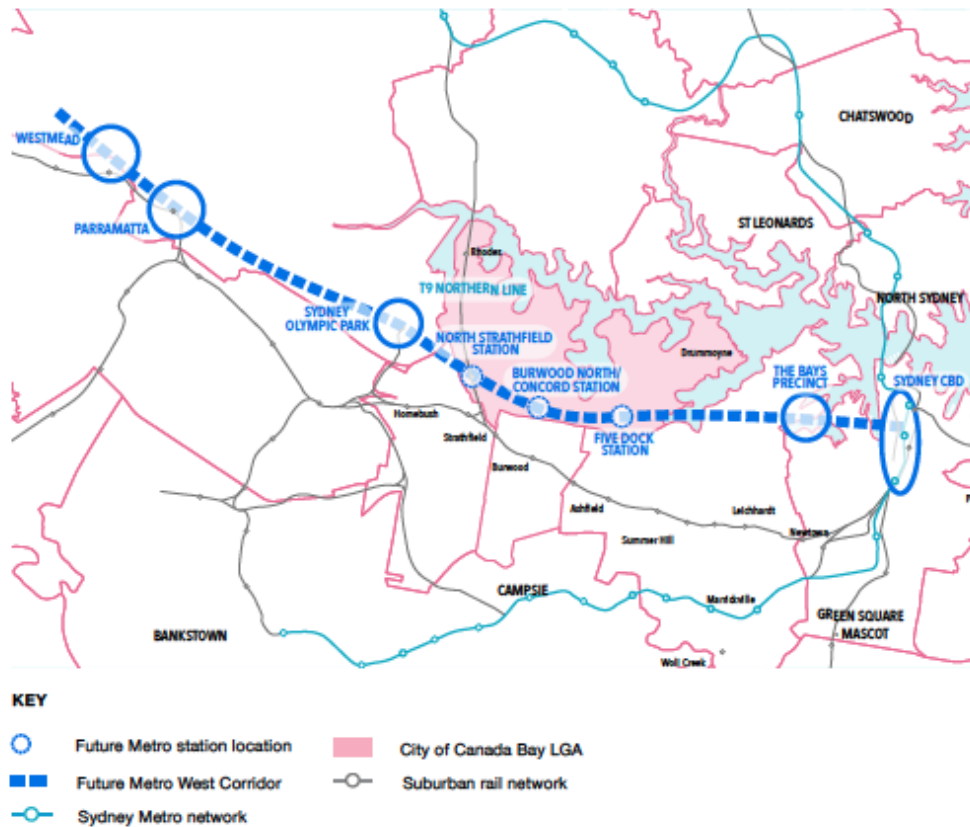 CHATSWOOD
WESTMEAD
ST LEONARDS
PARRAMATTA
Rhodes
T9 NORTHERN LINE
NORTH SYDNEY
SYDNEY
OLYMPIC PARK
NORTH STRATHFIELD
STATION
Drummoyne
BURWOOD NORTH/
CONCORD STATION
THE BAYS
PRECINCT
SYDNEY CBD
Homebush
Strathfield
FIVE DOCK
STATION
Burwood
Ashfield
Leichhardt
Newtown
Summer Hill
CAMPSIE
Marrickville
GREEN SQUARE
MASCOT
BANKSTOWN
Woll Creek
KEY
Future Metro station location
City of Canada Bay LGA
Future Metro West Corridor
Suburban rail network
Sydney Metro network